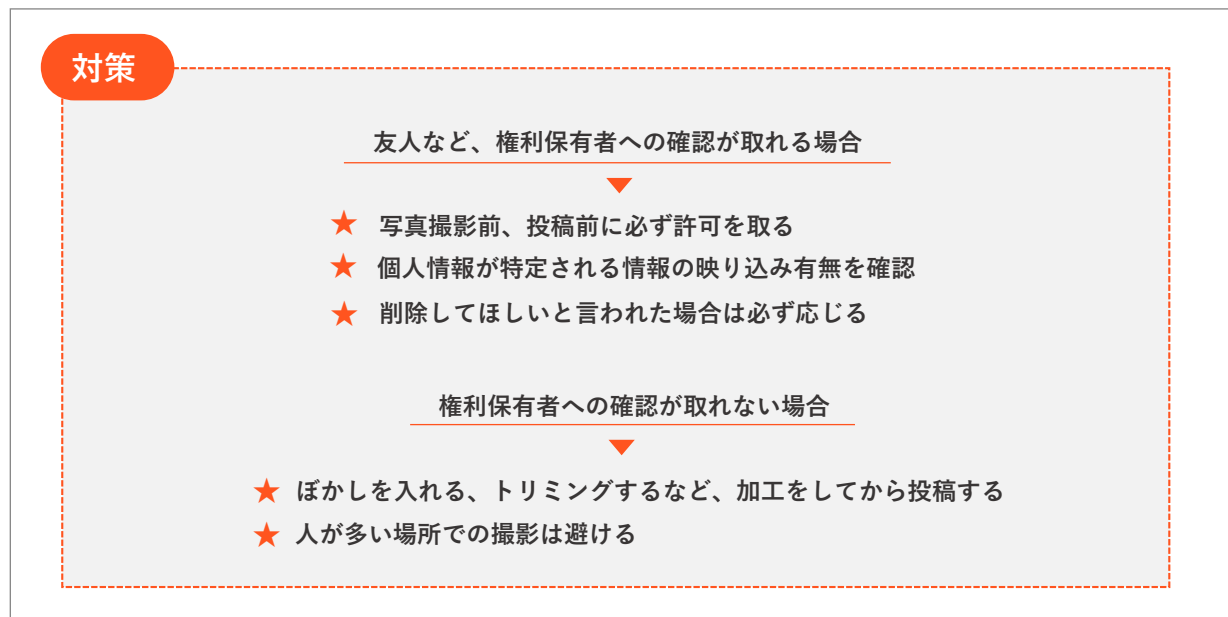 対策
友人など、権利保有者への確認が取れる場合
★ 写真撮影前、投稿前に必ず許可を取る
★ 個人情報が特定される情報の映り込み有無を確認
★ 削除してほしいと言われた場合は必ず応じる
権利保有者への確認が取れない場合
★ ぼかしを入れる、トリミングするなど、加工をしてから投稿する
★ 人が多い場所での撮影は避ける